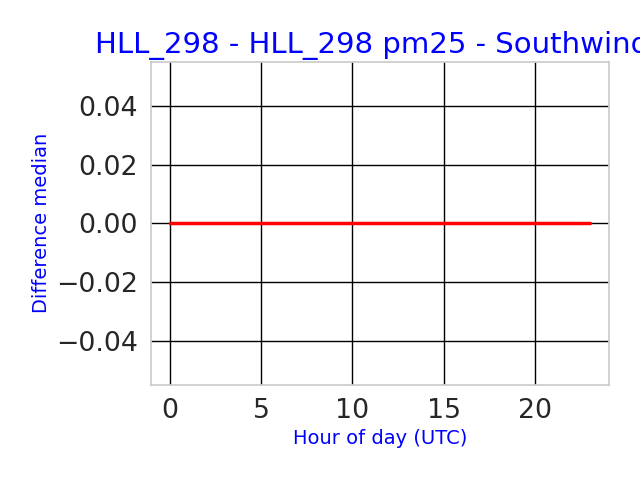 HLL_298 - HLL_298 pm25 - Southwind
0.04
0.02
0.00
−0.02
−0.04
Difference median
0 5 10 15 20
Hour of day (UTC)